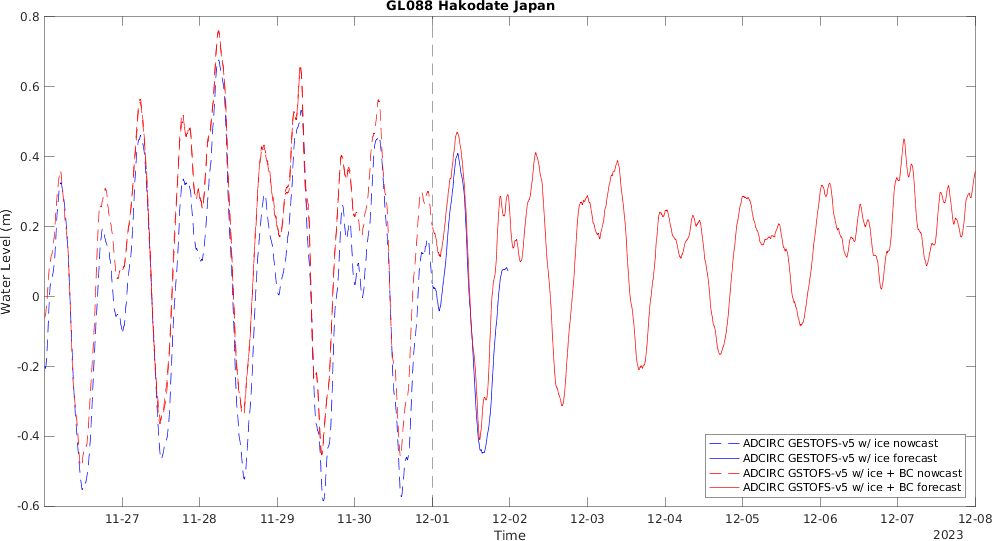 GL088 Hakodate Japan
0.8
0.6
0.4
0.2
0
-0.2
-0.4
-0.6
Water Level (m)
ADCIRC GESTOFS-v5 w/ ice nowcast
ADCIRC GESTOFS-v5 w/ ice forecast
ADCIRC GSTOFS-v5 w/ ice + BC nowcast
ADCIRC GSTOFS-v5 w/ ice + BC forecast
11-27 11-28 11-29 11-30 12-01 12-02 12-03 12-04 12-05 12-06 12-07 12-08
Time
2023